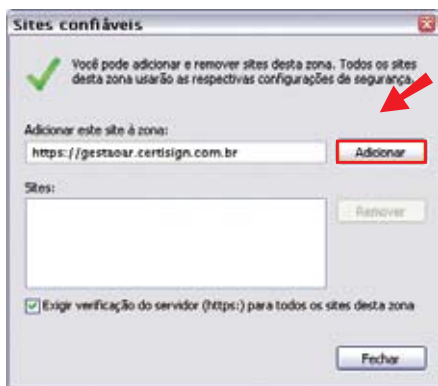 Sites confiáveis
Você pode adicionar e remover sites desta zona. Todos os sites
desta zona usarão as respectivas configurações de segurança.
Adicionar este site à zona:
https://gestaoar.certisign.com.br
Adicionar
Sites:
Remover
Exigir verificação do servidor (https:) para todos os sites desta zona
Fechar